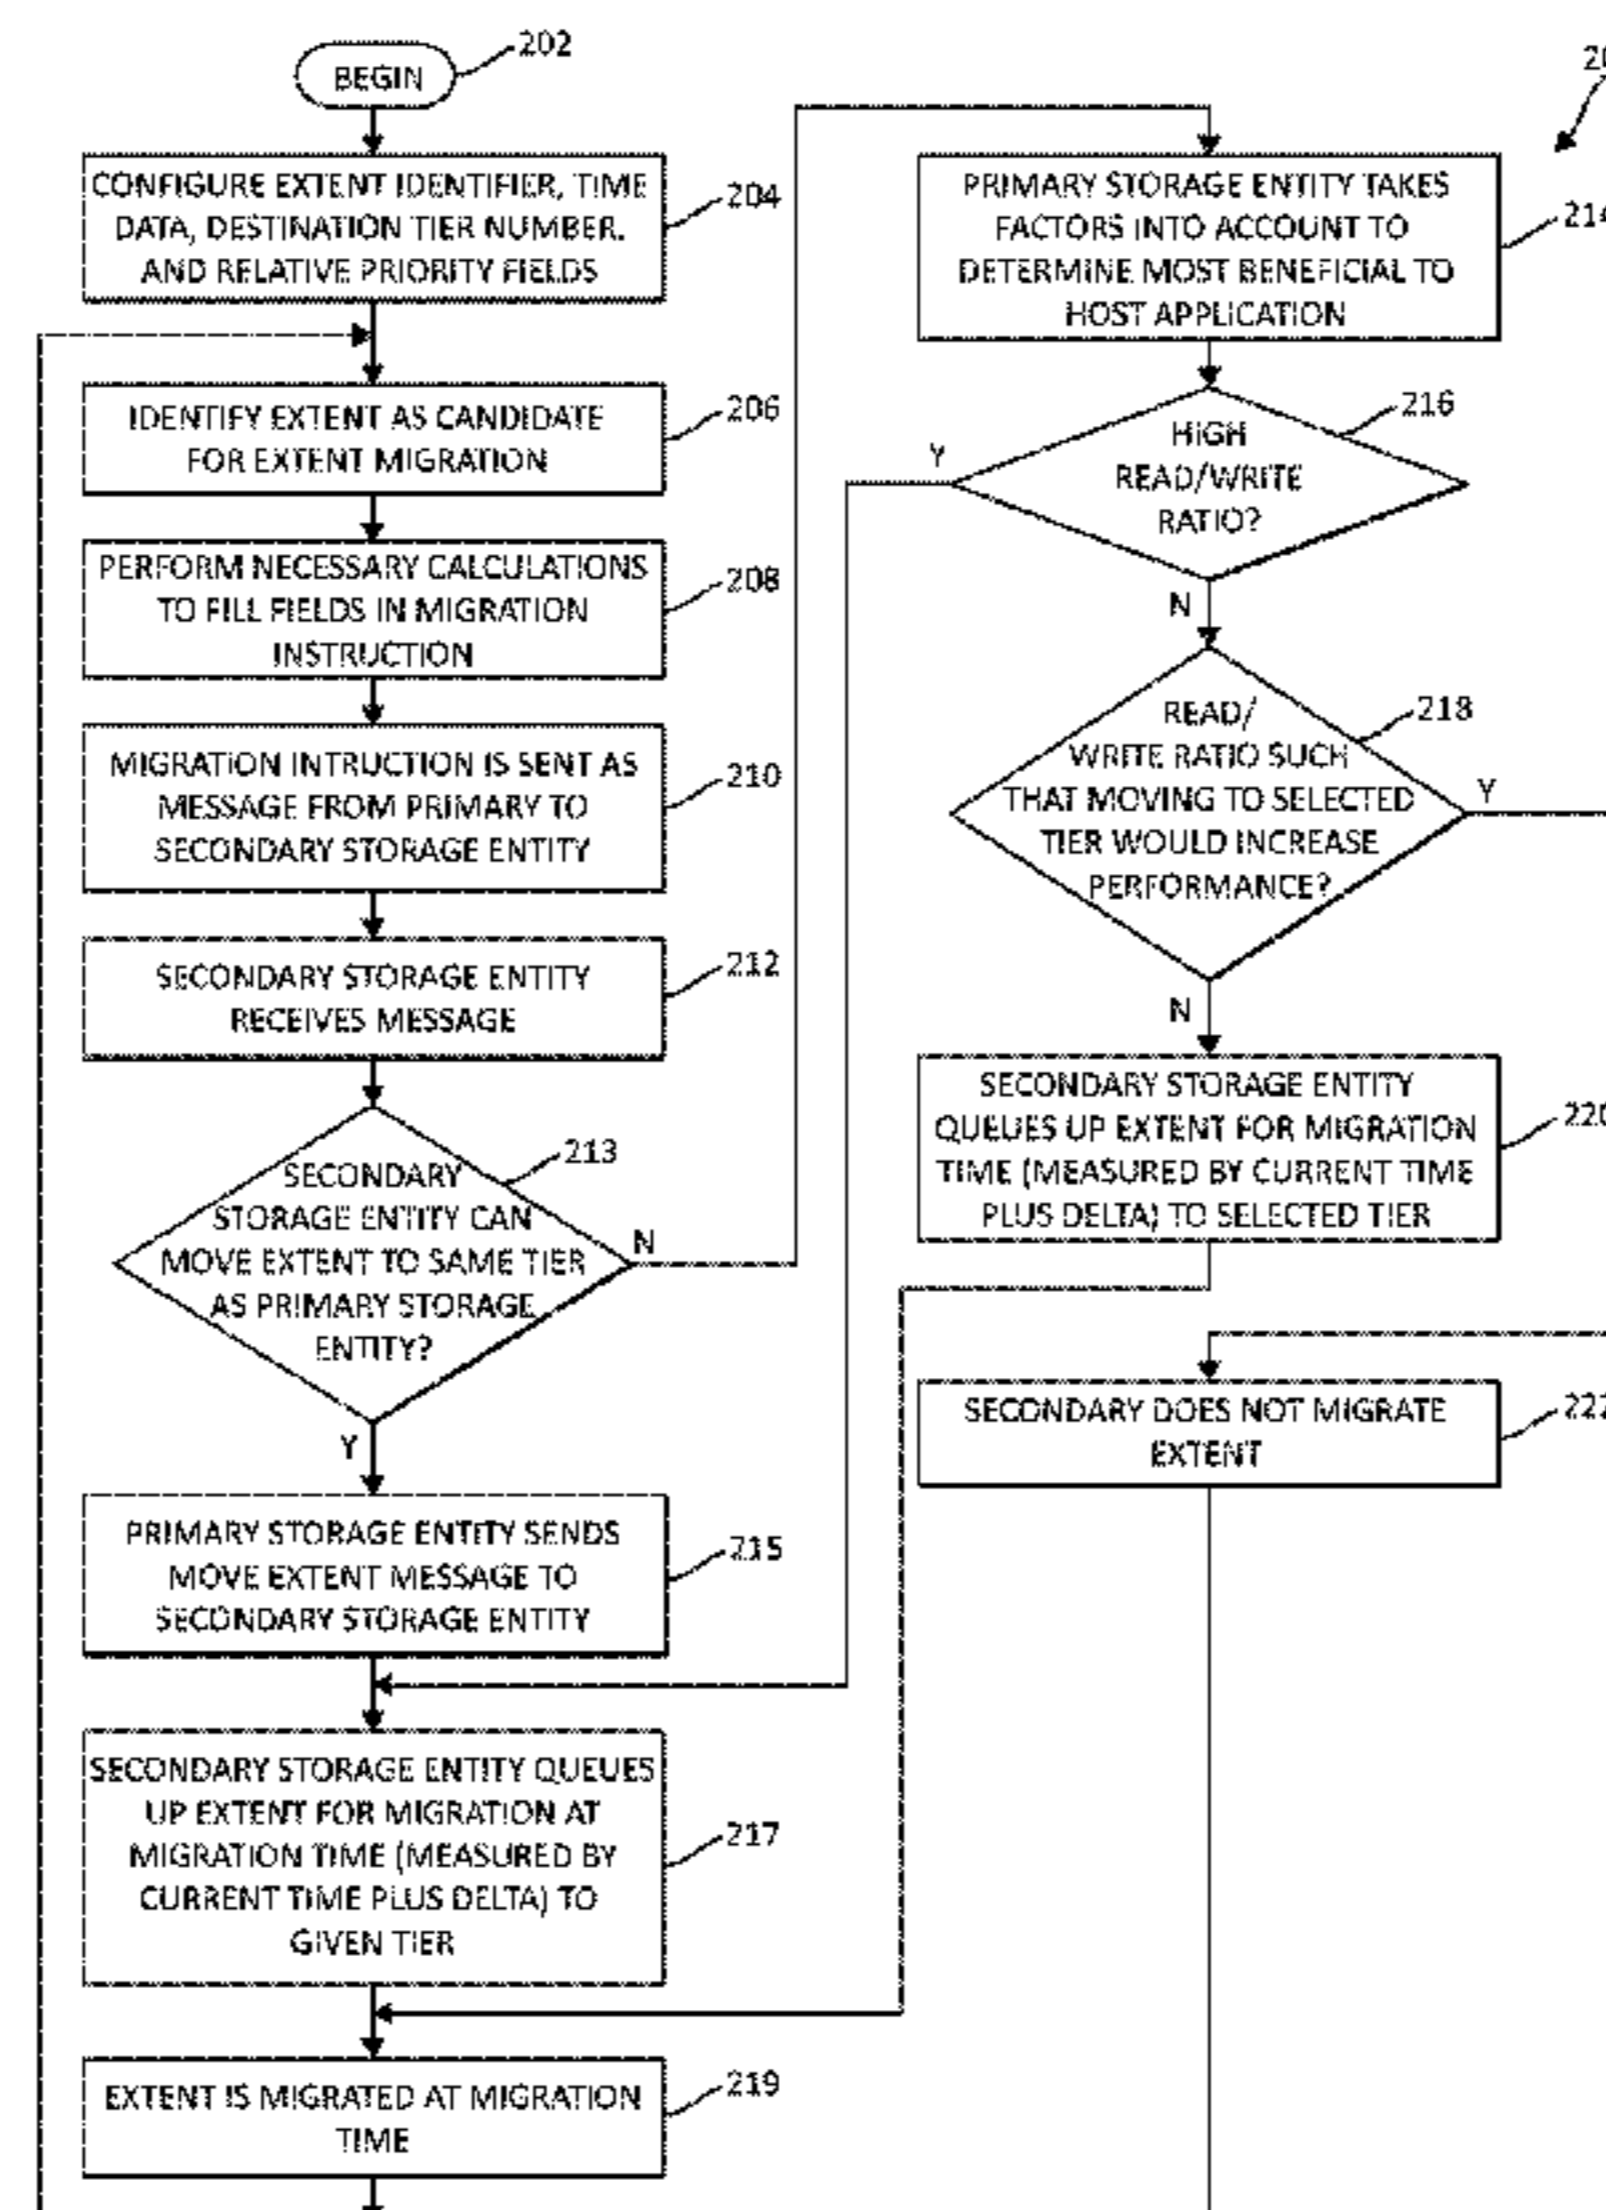 BEGIN
202
CONFIGURE EXTENT IDENTIFIER, TIME
DATA, DESTINATION TIER NUMBER,
AND RELATIVE PRIORITY FIELDS
204
IDENTIFY EXTENT AS CANDIDATE
FOR EXTENT MIGRATION
206
PERFORM NECESSARY CALCULATIONS
TO FILL FIELDS IN MIGRATION
INSTRUCTION
208
MIGRATION INTRUCTION IS SENT AS
MESSAGE FROM PRIMARY TO
SECONDARY STORAGE ENTITY
210
SECONDARY STORAGE ENTITY
RECEIVES MESSAGE
212
SECONDARY
STORAGE ENTITY CAN
MOVE EXTENT TO SAME TIER
AS PRIMARY STORAGE
ENTITY?
213
N
Y
PRIMARY STORAGE ENTITY SENDS
MOVE EXTENT MESSAGE TO
SECONDARY STORAGE ENTITY
215
SECONDARY STORAGE ENTITY QUEUES
UP EXTENT FOR MIGRATION AT
MIGRATION TIME (MEASURED BY
CURRENT TIME PLUS DELTA) TO
GIVEN TIER
217
EXTENT IS MIGRATED AT MIGRATION
TIME
219
PRIMARY STORAGE ENTITY TAKES
FACTORS INTO ACCOUNT TO
DETERMINE MOST BENEFICIAL TO
HOST APPLICATION
214
HIGH
READ/WRITE
RATIO?
216
Y
N
READ/
WRITE RATIO SUCH
THAT MOVING TO SELECTED
TIER WOULD INCREASE
PERFORMANCE?
218
Y
N
SECONDARY STORAGE ENTITY
QUEUES UP EXTENT FOR MIGRATION
TIME (MEASURED BY CURRENT TIME
PLUS DELTA) TO SELECTED TIER
220
SECONDARY DOES NOT MIGRATE
EXTENT
222